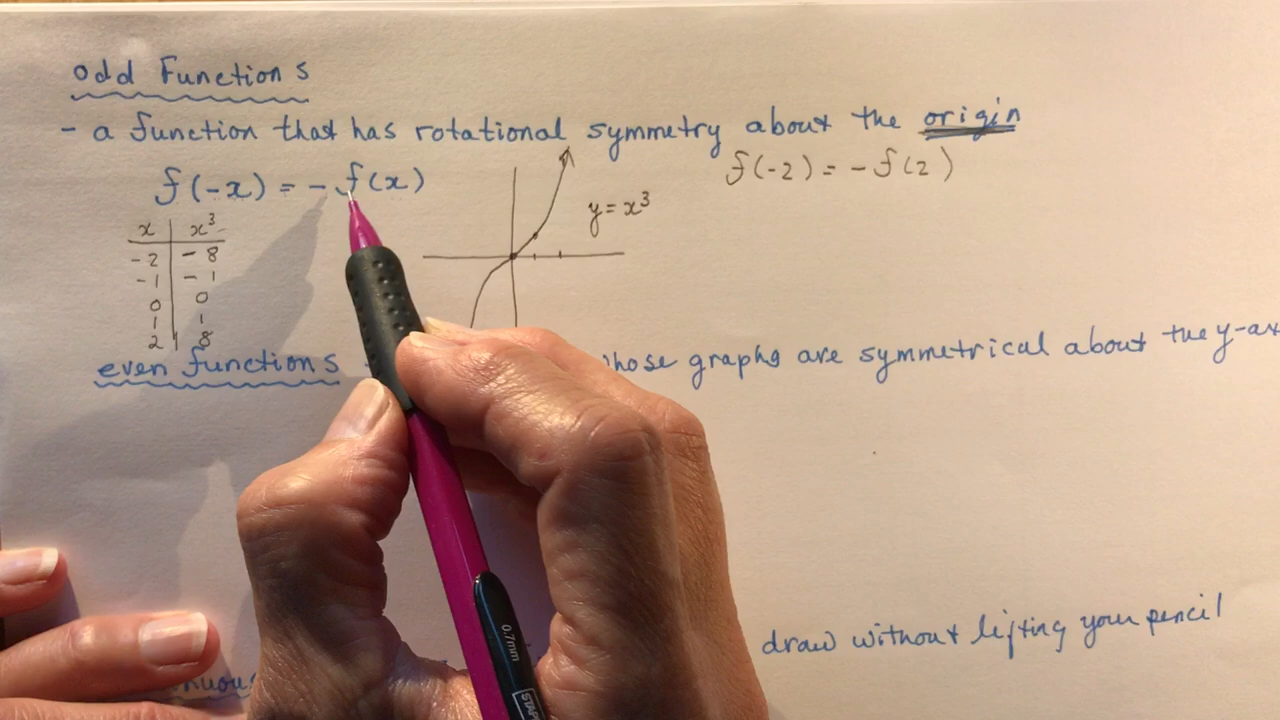 odd Functions
- a function that has rotational symmetry about the origin
f(-x) = - f(x)
f(-2) = - f(2)
y = x³
x | x³
-2 | -8
-1 | -1
0 | 0
1 | 1
2 | 8
even functions graphs are symmetrical about the y-ax
draw without lifting your pencil
0.7mm